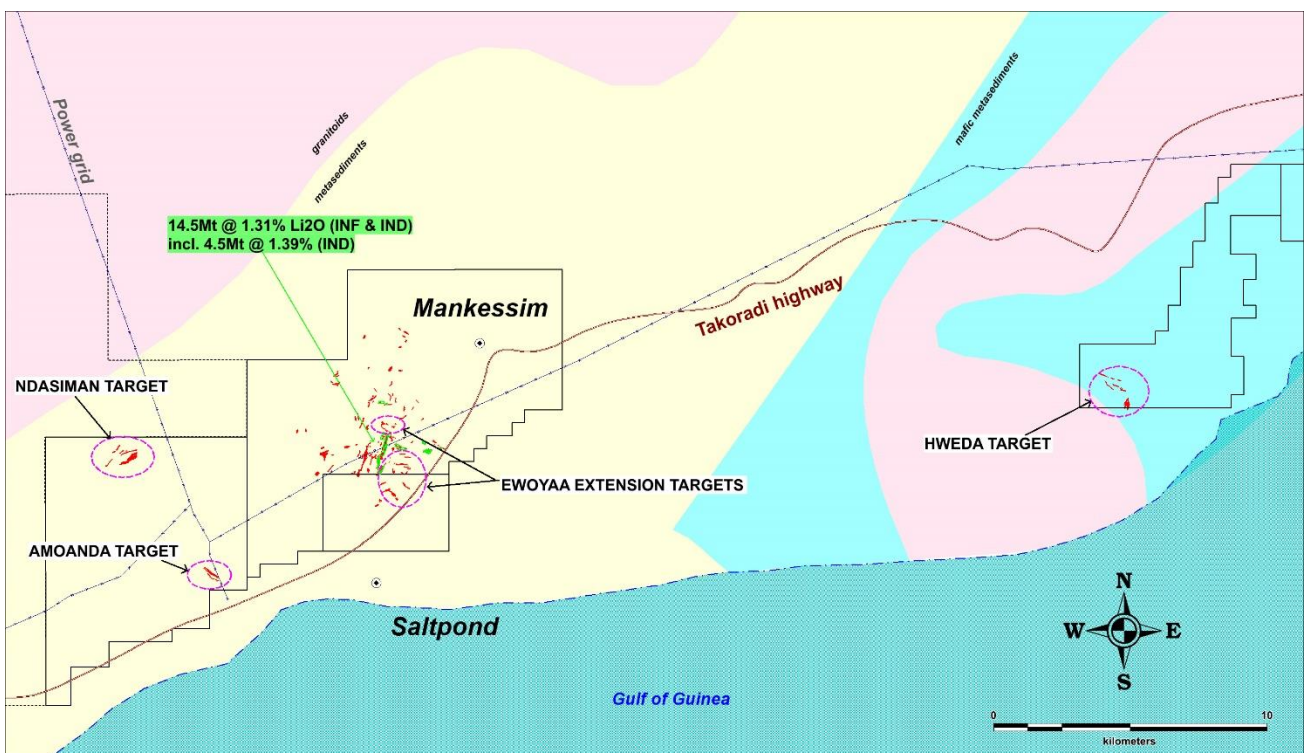 Power grid
granitoids
metasediments
mafic metasediments
14.5Mt @ 1.31% Li2O (INF & IND)
incl. 4.5Mt @ 1.39% (IND)
Mankessim
Takoradi highway
NDASIMAN TARGET
HWEDA TARGET
EWOYAA EXTENSION TARGETS
AMOANDA TARGET
Saltpond
Gulf of Guinea
N
W E
S
0 10
kilometers